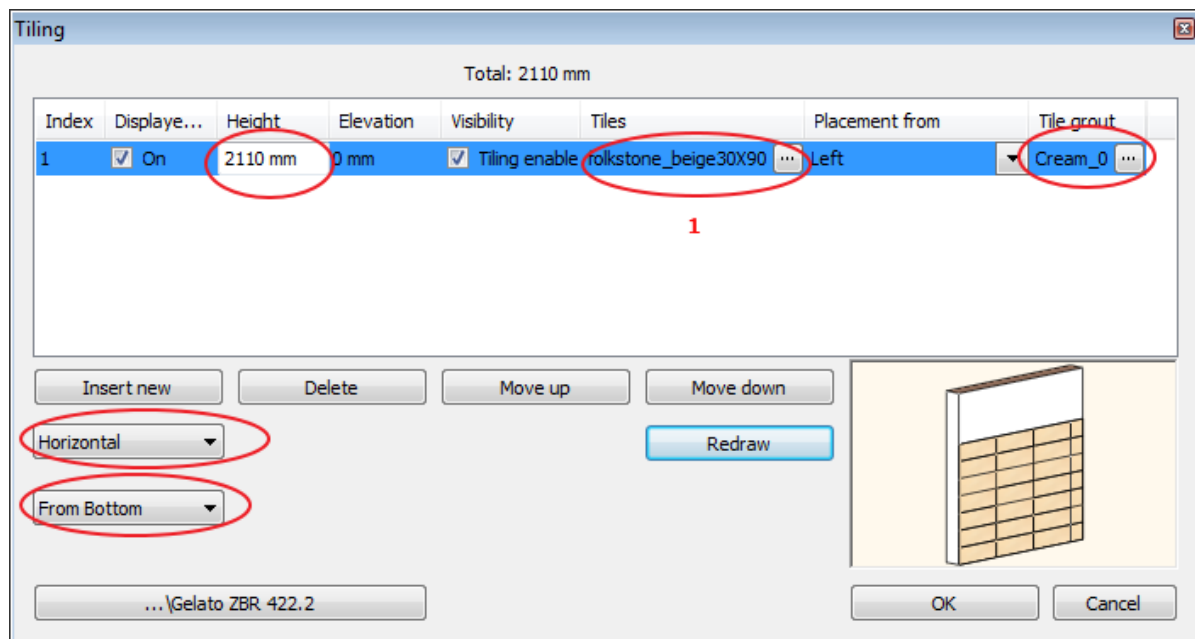 Tiling
Total: 2110 mm
Index Displaye... Height Elevation Visibility Tiles Placement from Tile grout
1 On 2110 mm 0 mm Tiling enable folkstone_beige30X90 ... Left Cream_0 ...
1
Insert new Delete Move up Move down
Horizontal Redraw
From Bottom
...\Gelato ZBR 422.2 OK Cancel